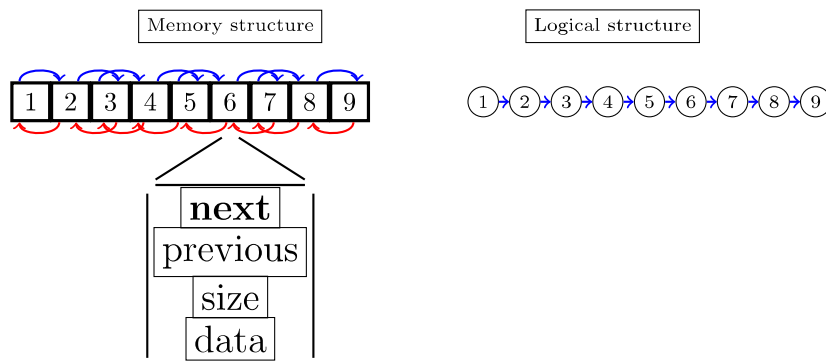 Memory structure
Logical structure
1 2 3 4 5 6 7 8 9
1 2 3 4 5 6 7 8 9
next
previous
size
data